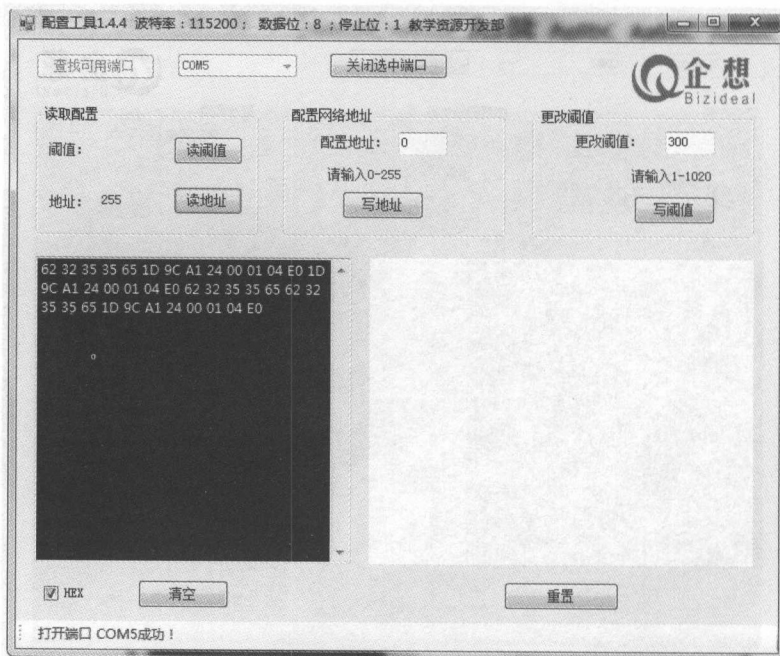 配置工具1.4.4 波特率：115200； 数据位：8 ；停止位：1 教学资源开发部
查找可用端口 COM5 关闭选中端口
企想
Bizideal
读取配置 配置网络地址 更改阈值
阈值： 读阈值 配置地址： 0 更改阈值： 300
请输入0-255 请输入1-1020
地址： 255 读地址 写地址 写阈值
62 32 35 35 65 1D 9C A1 24 00 01 04 E0 1D
9C A1 24 00 01 04 E0 62 32 35 35 65 62 32
35 35 65 1D 9C A1 24 00 01 04 E0
HEX 清空 重置
打开端口 COM5成功！